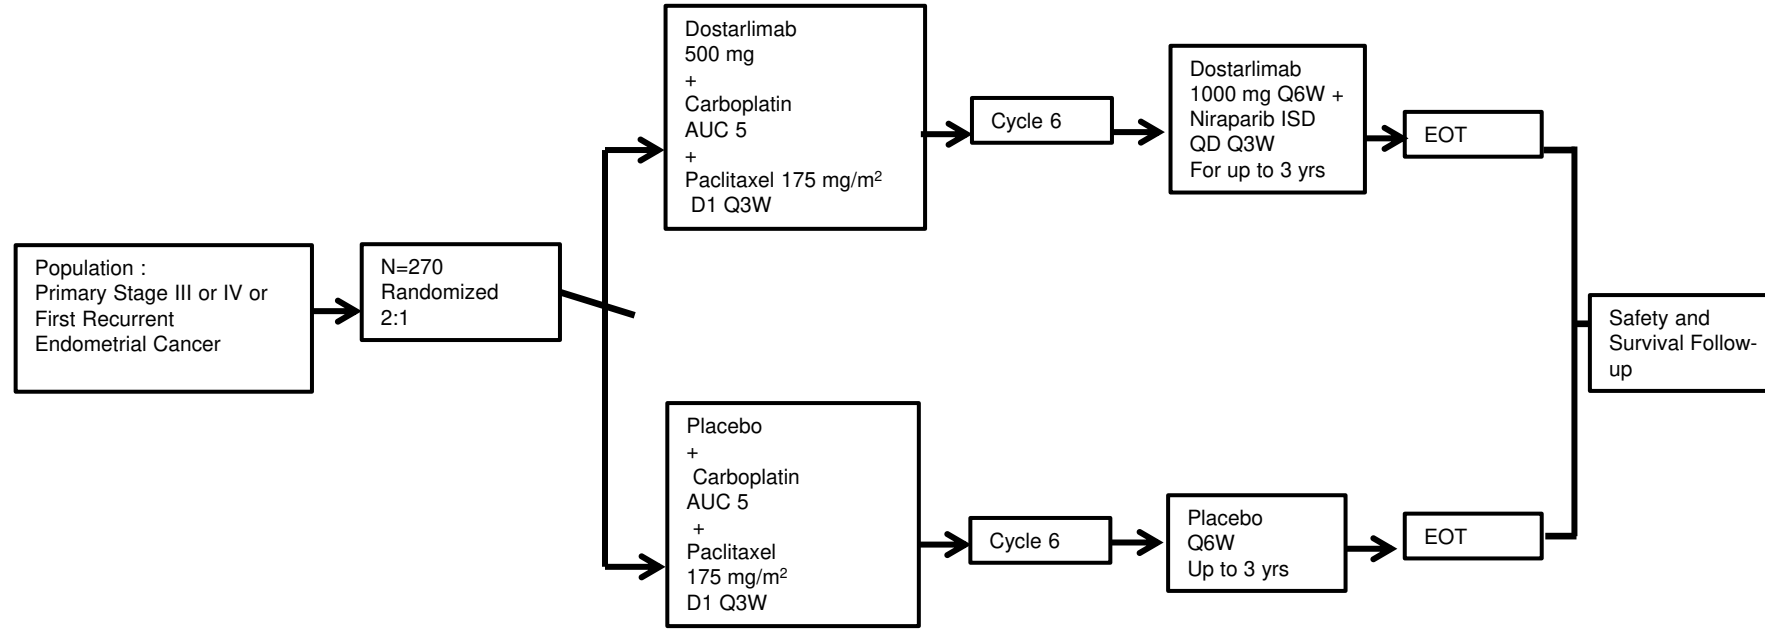 Population :
Primary Stage III or IV or
First Recurrent
Endometrial Cancer
N=270
Randomized
2:1
Dostarlimab
500 mg
+
Carboplatin
AUC 5
+
Paclitaxel 175 mg/m²
D1 Q3W
Cycle 6
Dostarlimab
1000 mg Q6W +
Niraparib ISD
QD Q3W
For up to 3 yrs
EOT
Placebo
+
Carboplatin
AUC 5
+
Paclitaxel
175 mg/m²
D1 Q3W
Cycle 6
Placebo
Q6W
Up to 3 yrs
EOT
Safety and
Survival Follow-
up